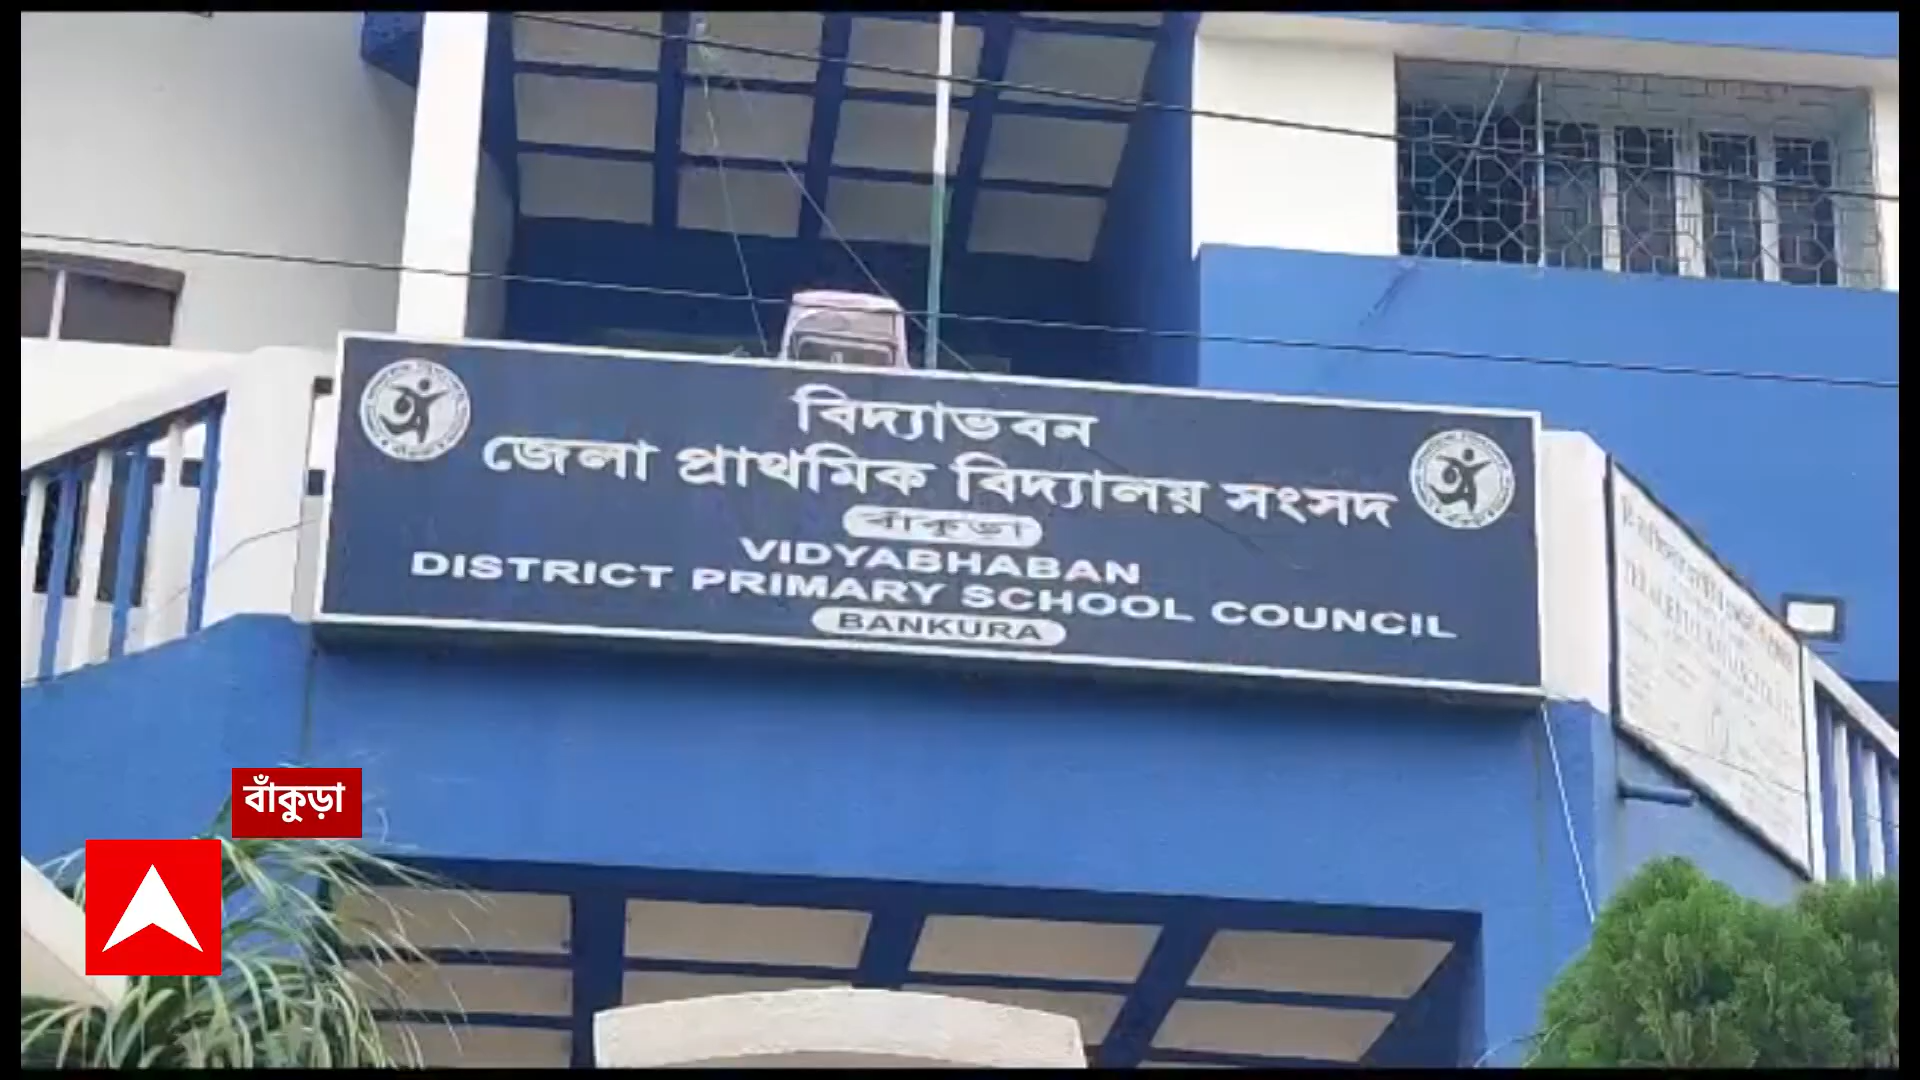 বিদ্যাভবন
জেলা প্রাথমিক বিদ্যালয় সংসদ
বাঁকুড়া
VIDYABHABAN
DISTRICT PRIMARY SCHOOL COUNCIL
BANKURA
বাঁকুড়া